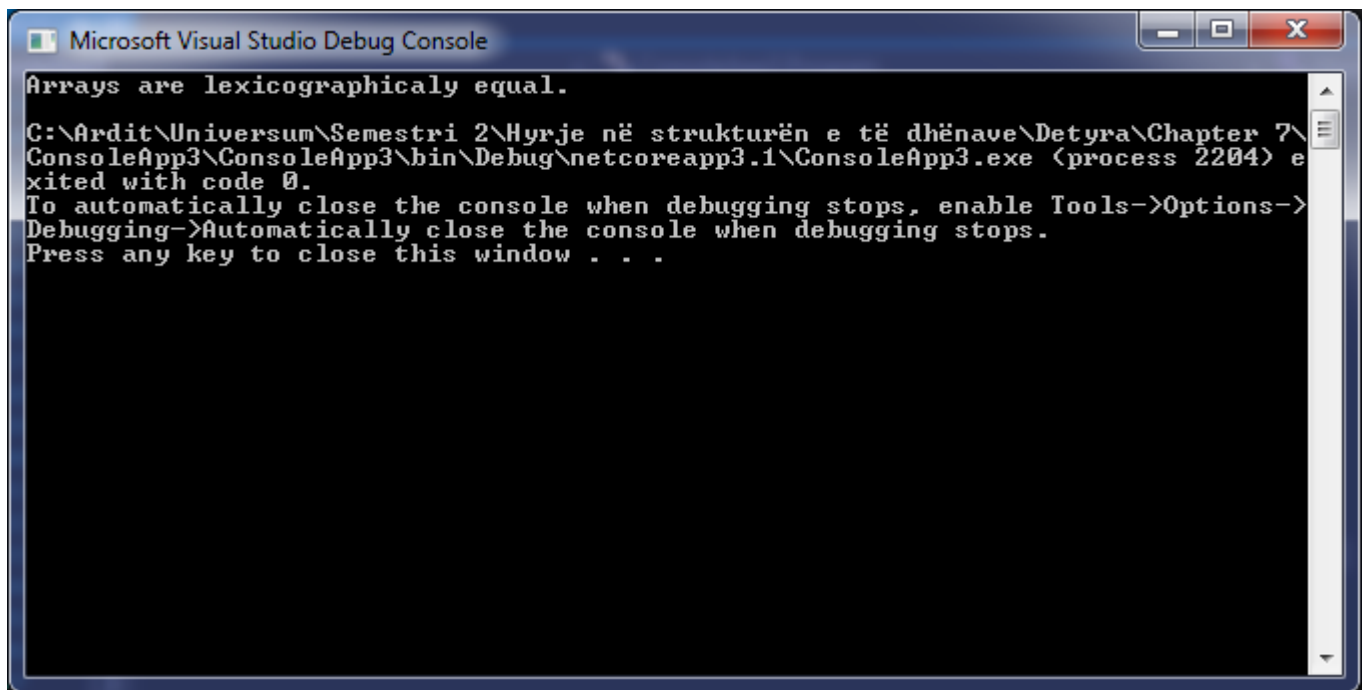 Microsoft Visual Studio Debug Console
Arrays are lexicographicaly equal.
C:\Ardit\Universum\Semestri 2\Hyrje në strukturën e të dhënave\Detyra\Chapter 7\
ConsoleApp3\ConsoleApp3\bin\Debug\netcoreapp3.1\ConsoleApp3.exe (process 2204) e
xited with code 0.
To automatically close the console when debugging stops, enable Tools->Options->
Debugging->Automatically close the console when debugging stops.
Press any key to close this window . . .